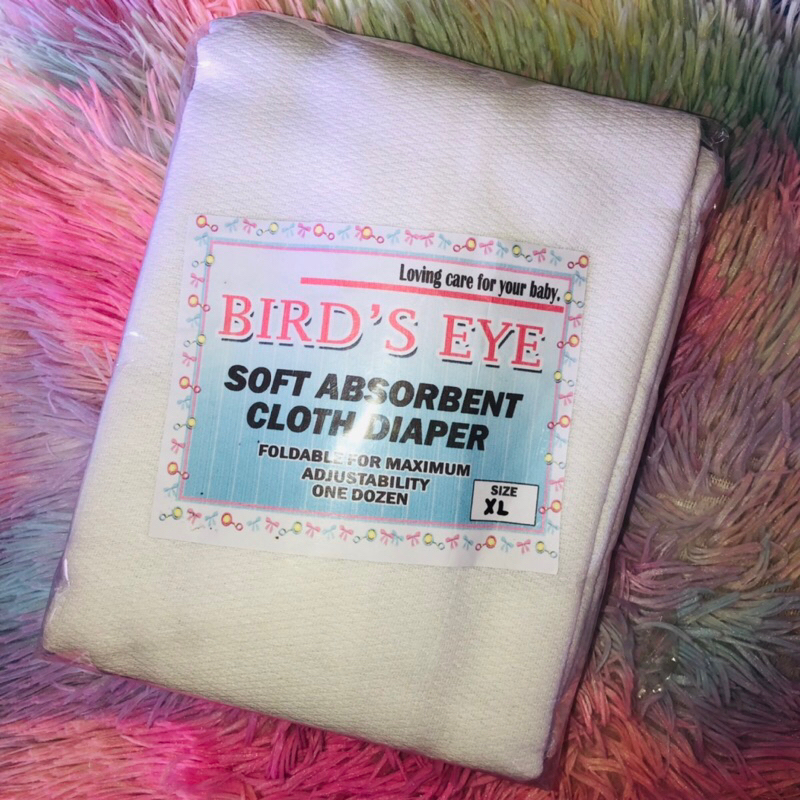 Loving care for your baby.
BIRD'S EYE
SOFT ABSORBENT
CLOTH DIAPER
FOLDABLE FOR MAXIMUM
ADJUSTABILITY
ONE DOZEN
SIZE
XL